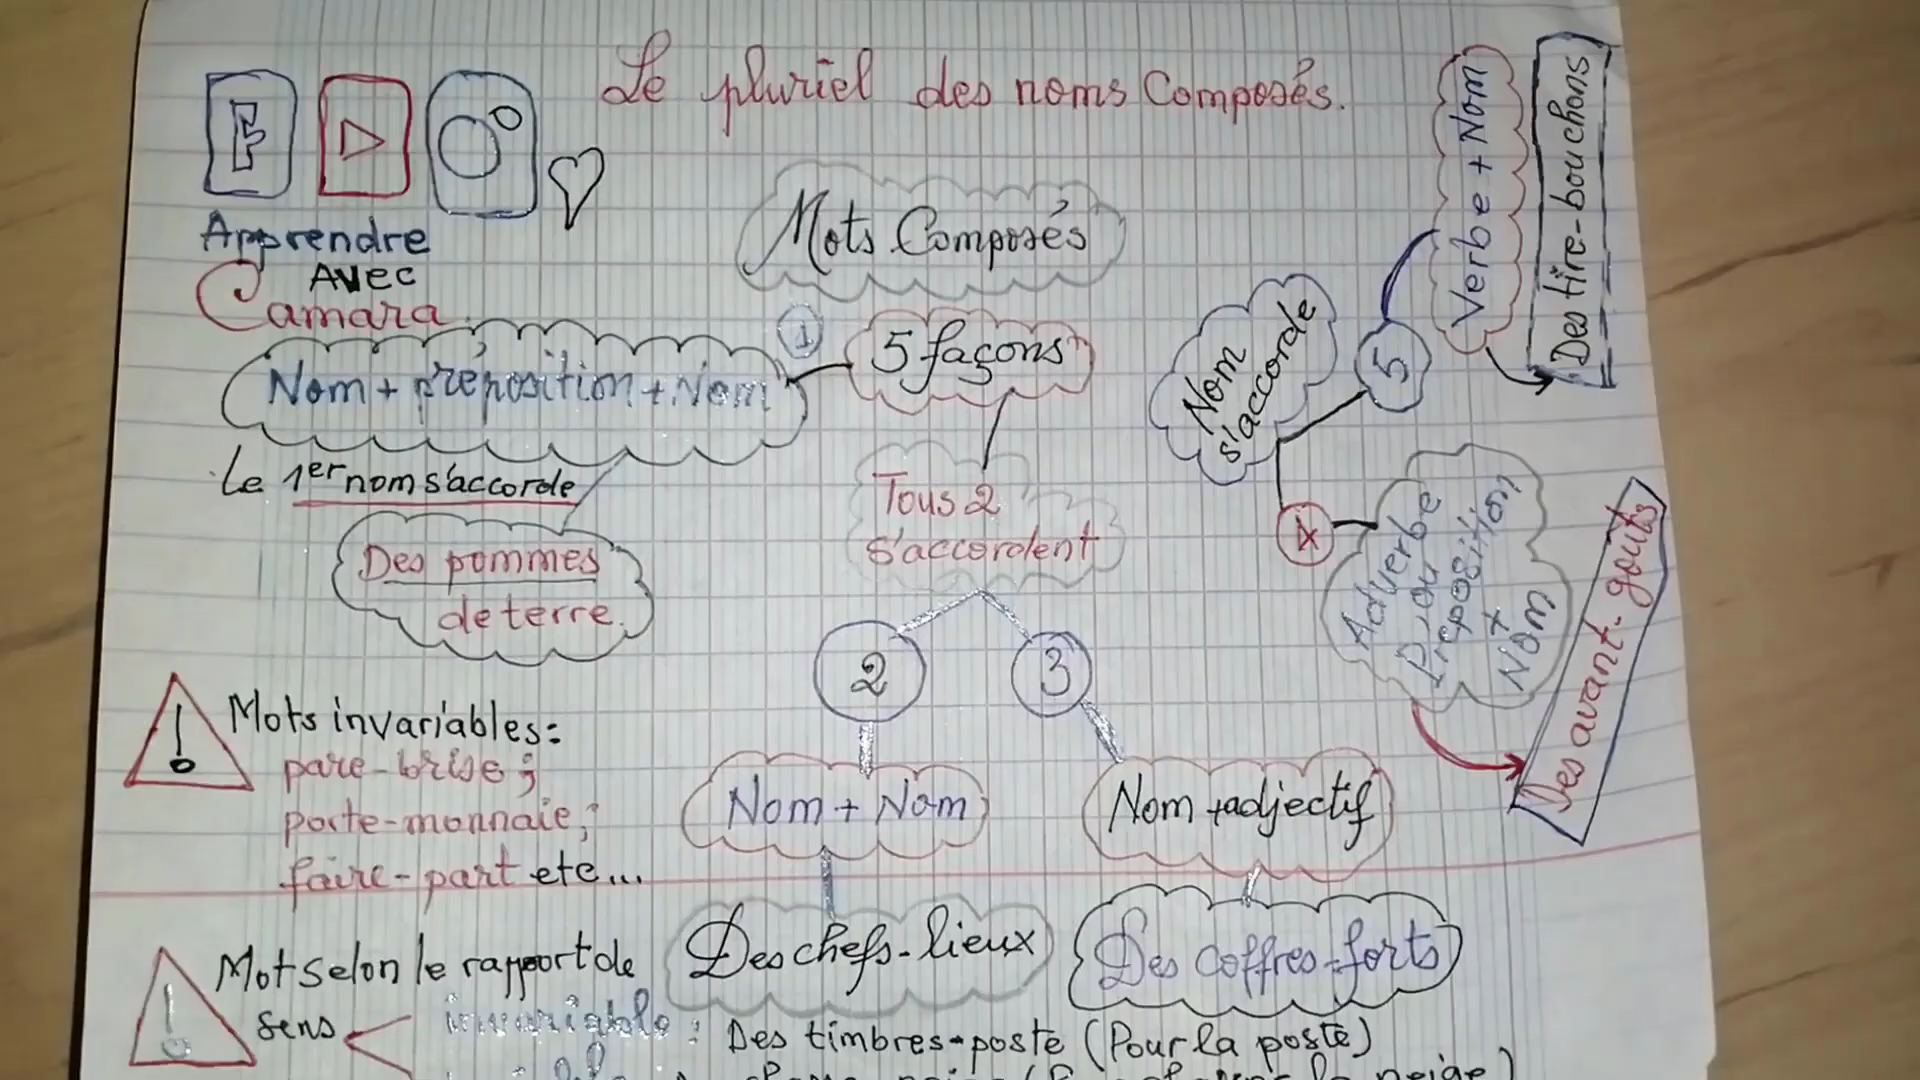 F
Le pluriel des noms Composés.
Apprendre
AVEC
Camara
Mots Composés
1
5 façons
Nom + préposition + Nom
Le 1er nom s'accorde
Des pommes
de terre.
Tous 2
s'accordent
2
3
Nom + Nom
Nom + adjectif
Des chefs-lieux
Des coffres-forts
Nom
s'accorde
5
Verbe + Nom
Des tire-bouchons
4
Adverbe
ou
Préposition
+
Nom
Des avant-gouts
!
Mots invariables:
pare-brise;
porte-monnaie;
faire-part etc...
!
Mot selon le rapport de
sens
invariable : Des timbres-poste (Pour la poste)
neige)